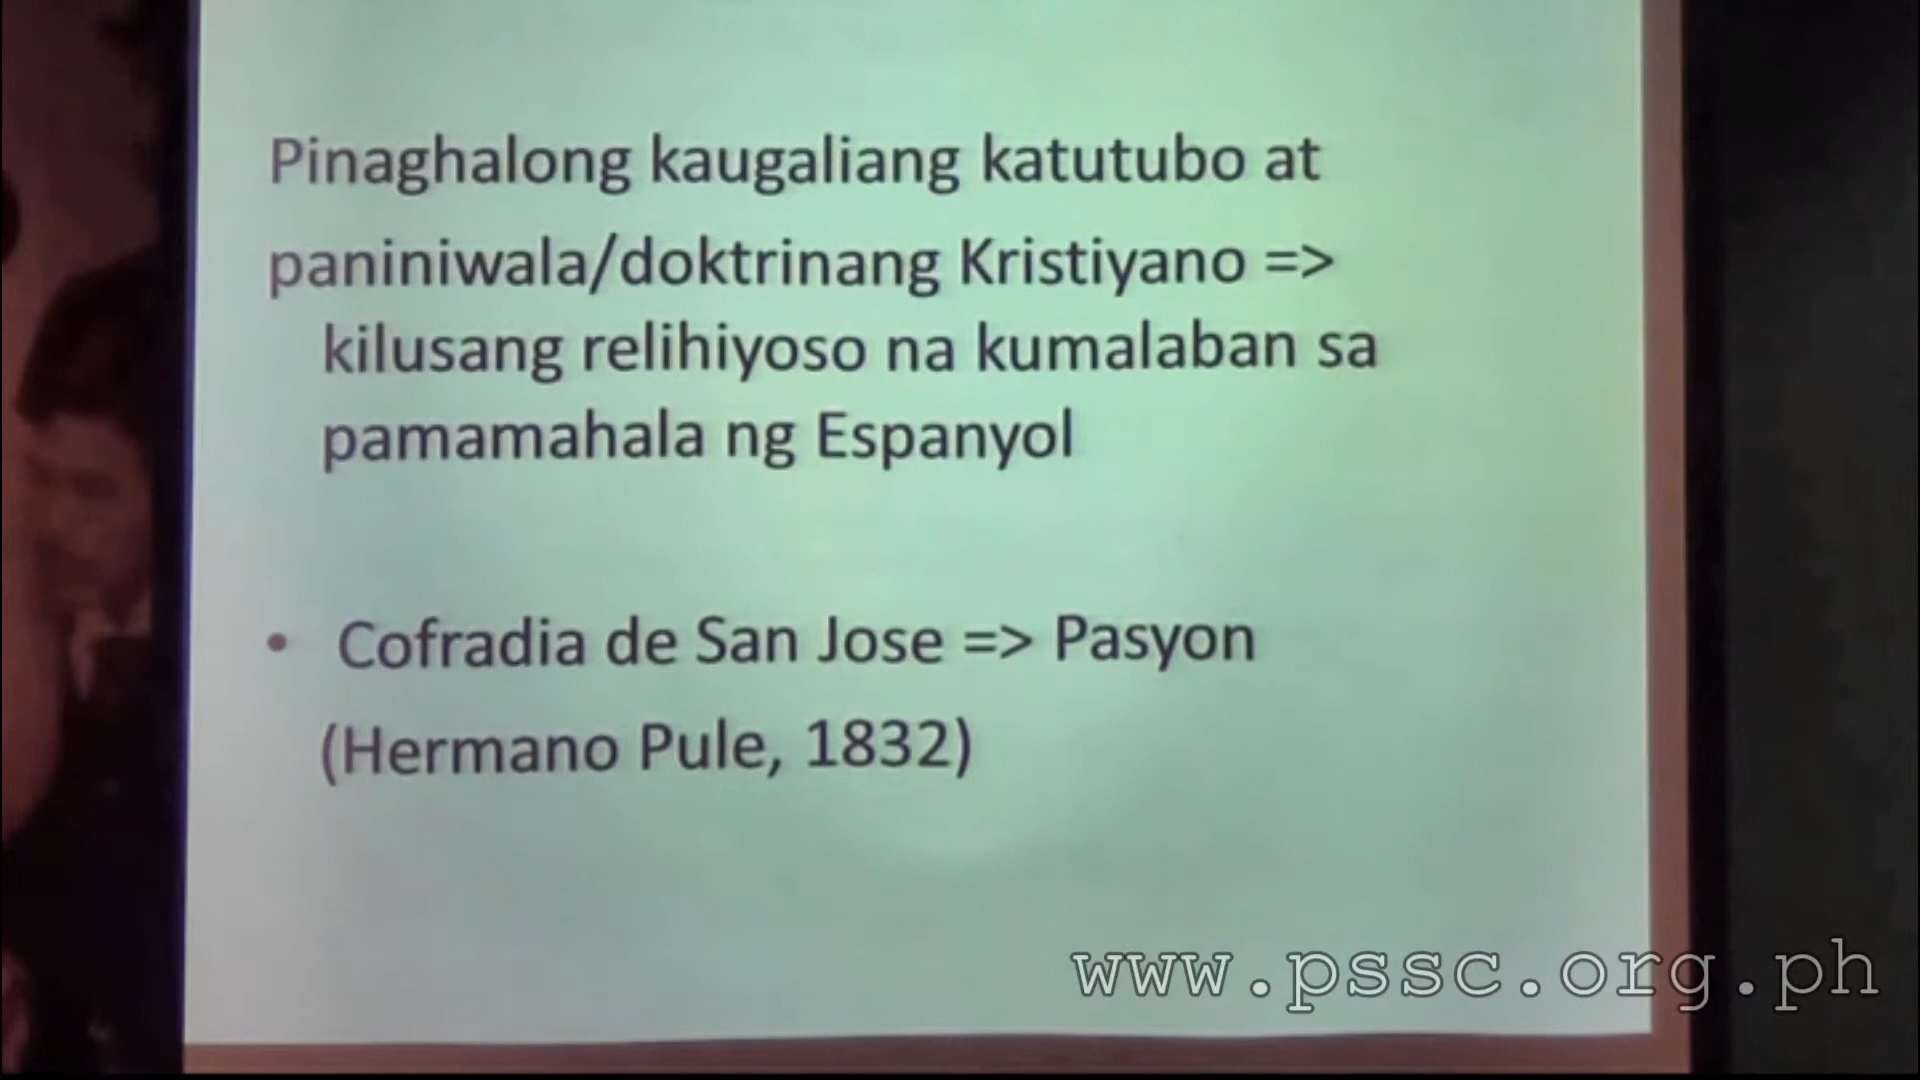 Pinaghalong kaugaliang katutubo at
paniniwala/doktrinang Kristiyano =>
kilusang relihiyoso na kumalaban sa
pamamahala ng Espanyol
• Cofradia de San Jose => Pasyon
(Hermano Pule, 1832)
www.pssc.org.ph